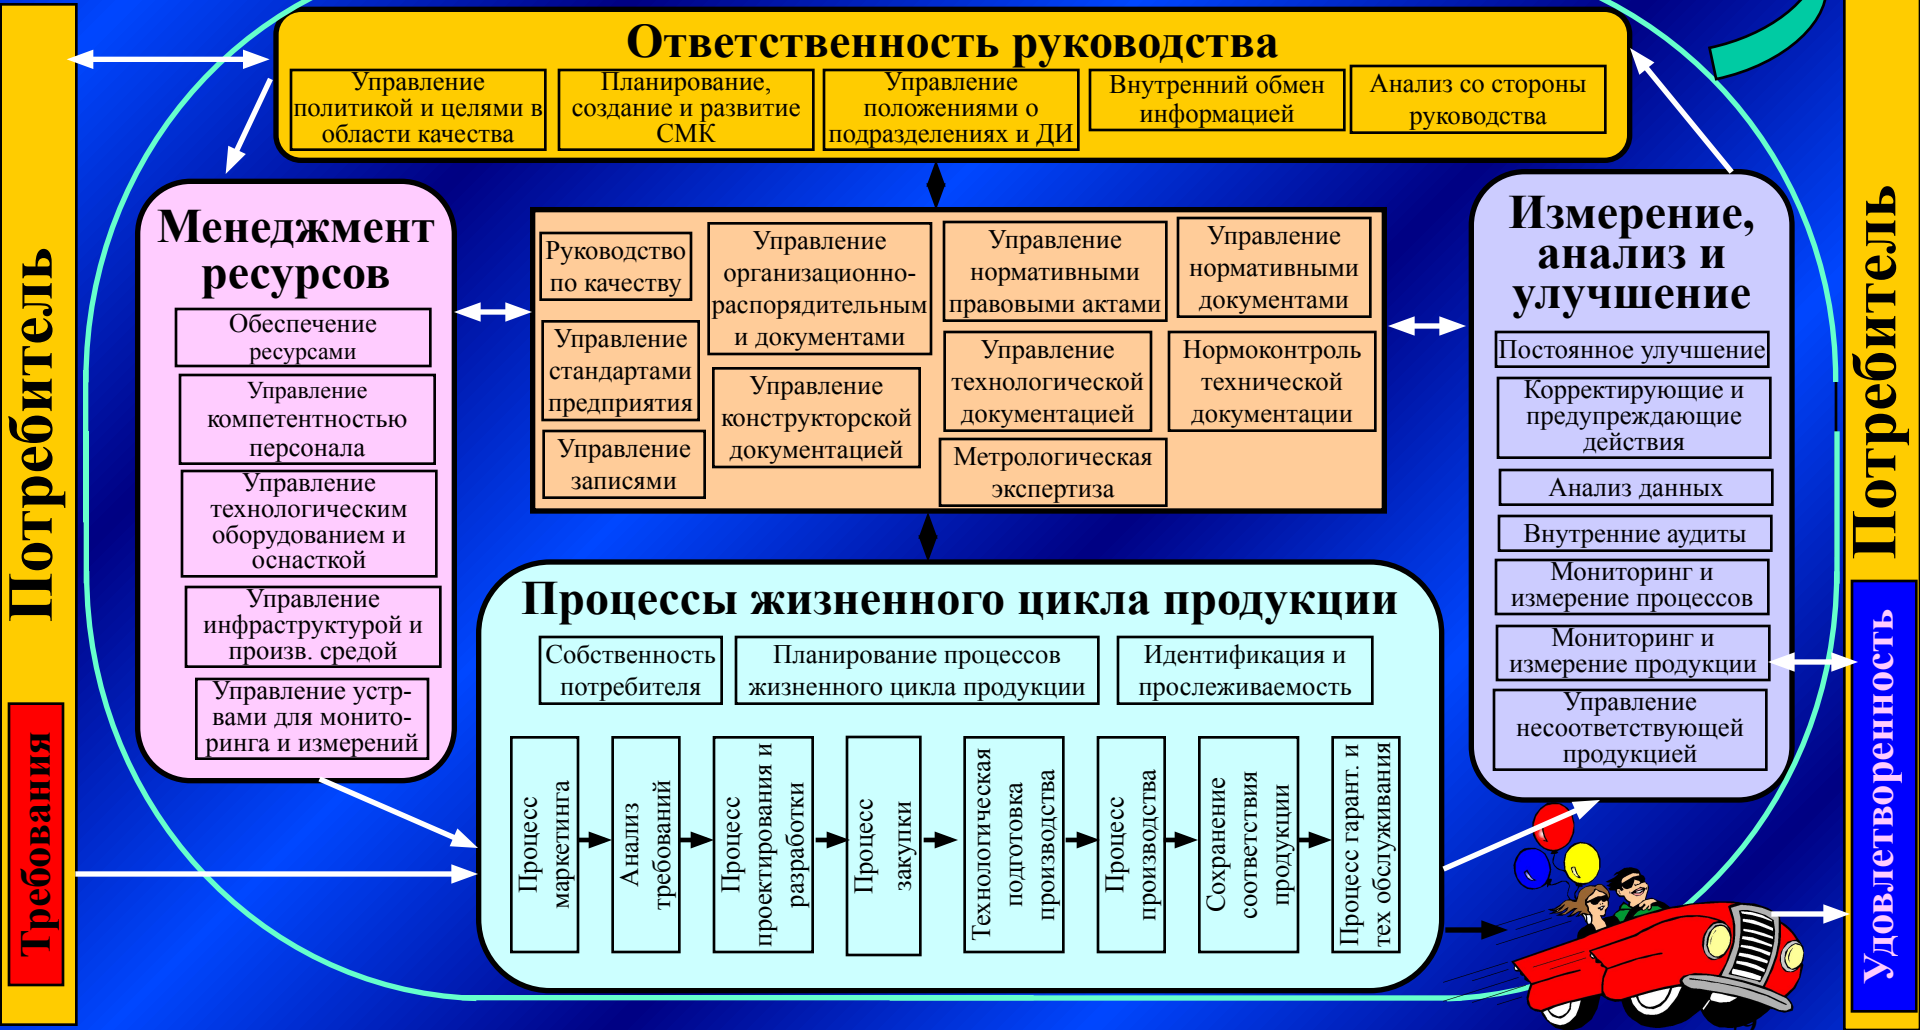 Потребитель
Требования
Ответственность руководства
Управление
политикой и целями в
области качества
Планирование,
создание и развитие
СМК
Управление
положениями о
подразделениях и ДИ
Внутренний обмен
информацией
Анализ со стороны
руководства
Менеджмент
ресурсов
Обеспечение
ресурсами
Управление
компетентностью
персонала
Управление
технологическим
оборудованием и
оснасткой
Управление
инфраструктурой и
произв. средой
Управление устр-
вами для монито-
ринга и измерений
Руководство
по качеству
Управление
стандартами
предприятия
Управление
записями
Управление
организационно-
распорядительным
и документами
Управление
конструкторской
документацией
Управление
нормативными
правовыми актами
Управление
технологической
документацией
Метрологическая
экспертиза
Управление
нормативными
документами
Нормоконтроль
технической
документации
Измерение,
анализ и
улучшение
Постоянное улучшение
Корректирующие и
предупреждающие
действия
Анализ данных
Внутренние аудиты
Мониторинг и
измерение процессов
Мониторинг и
измерение продукции
Управление
несоответствующей
продукцией
Процессы жизненного цикла продукции
Собственность
потребителя
Планирование процессов
жизненного цикла продукции
Идентификация и
прослеживаемость
Процесс
маркетинга
Анализ
требований
Процесс
проектирования и
разработки
Процесс
закупки
Технологическая
подготовка
производства
Процесс
производства
Сохранение
соответствия
продукции
Процесс гарант. и
тех обслуживания
Потребитель
Удовлетворенность